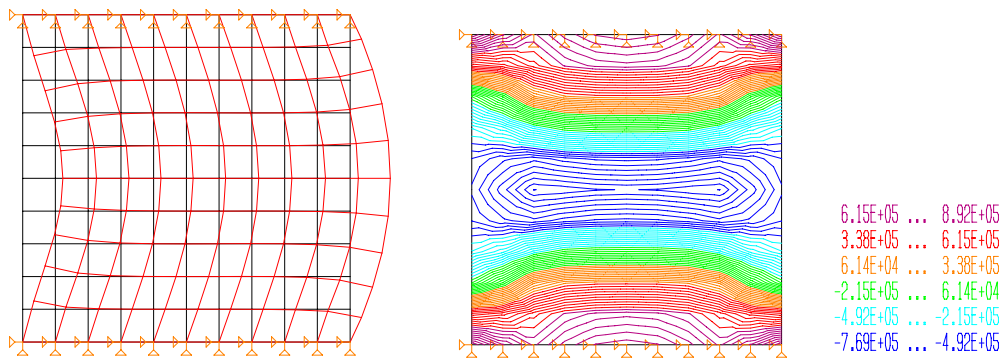 6.15E+05 ... 8.92E+05
3.38E+05 ... 6.15E+05
6.14E+04 ... 3.38E+05
-2.15E+05 ... 6.14E+04
-4.92E+05 ... -2.15E+05
-7.69E+05 ... -4.92E+05